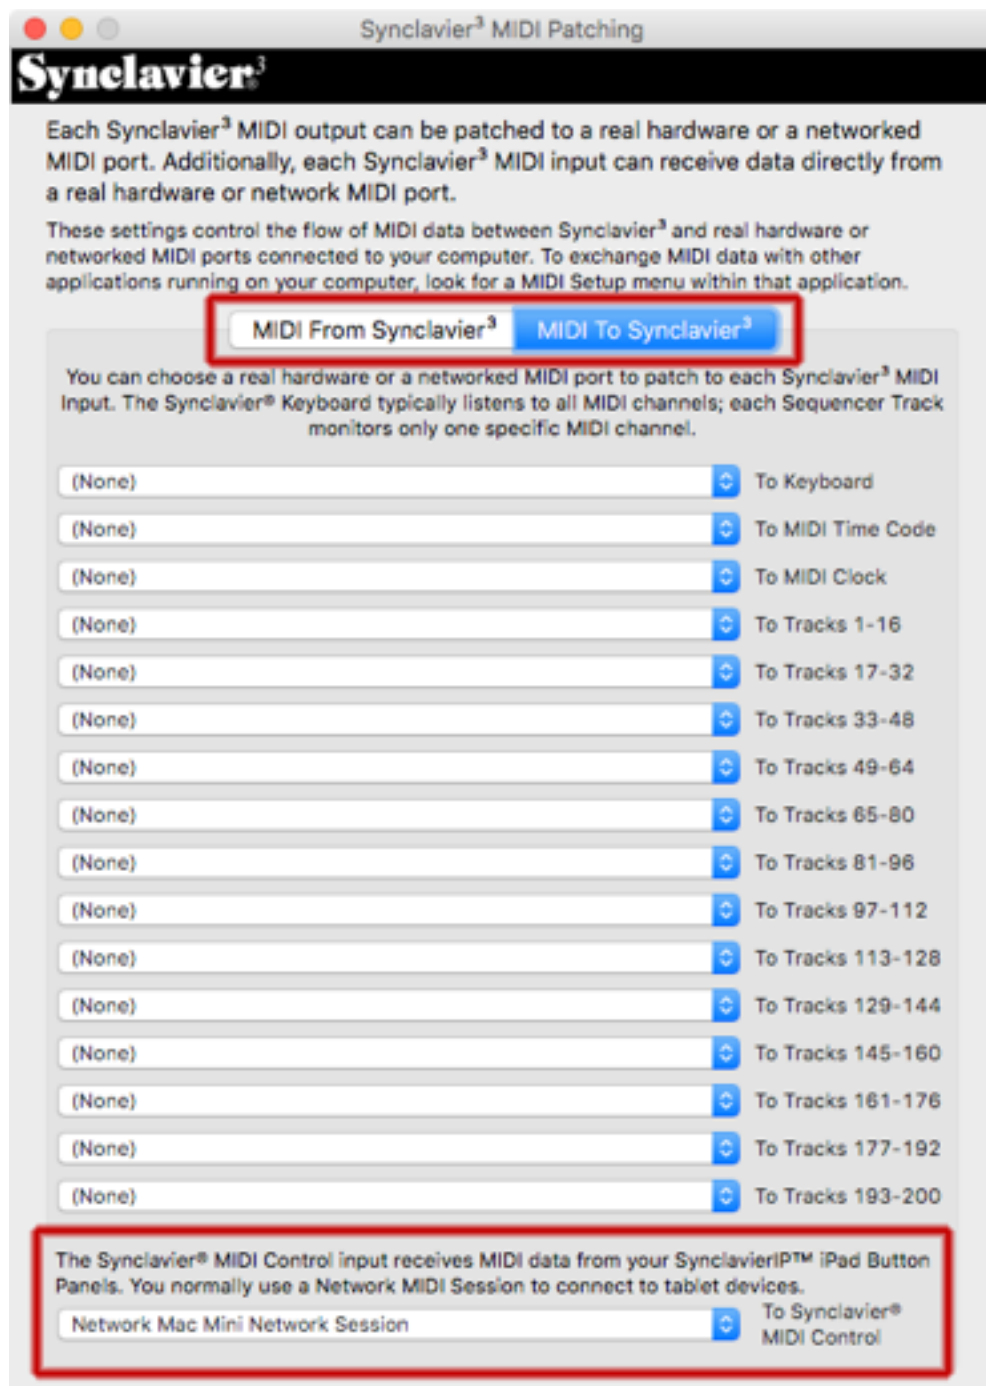 Synclavier³ MIDI Patching
Synclavier®³
Each Synclavier³ MIDI output can be patched to a real hardware or a networked
MIDI port. Additionally, each Synclavier³ MIDI input can receive data directly from
a real hardware or network MIDI port.
These settings control the flow of MIDI data between Synclavier³ and real hardware or
networked MIDI ports connected to your computer. To exchange MIDI data with other
applications running on your computer, look for a MIDI Setup menu within that application.
MIDI From Synclavier³ MIDI To Synclavier³
You can choose a real hardware or a networked MIDI port to patch to each Synclavier³ MIDI
Input. The Synclavier® Keyboard typically listens to all MIDI channels; each Sequencer Track
monitors only one specific MIDI channel.
(None) To Keyboard
(None) To MIDI Time Code
(None) To MIDI Clock
(None) To Tracks 1-16
(None) To Tracks 17-32
(None) To Tracks 33-48
(None) To Tracks 49-64
(None) To Tracks 65-80
(None) To Tracks 81-96
(None) To Tracks 97-112
(None) To Tracks 113-128
(None) To Tracks 129-144
(None) To Tracks 145-160
(None) To Tracks 161-176
(None) To Tracks 177-192
(None) To Tracks 193-200
The Synclavier® MIDI Control input receives MIDI data from your SynclavierIP™ iPad Button
Panels. You normally use a Network MIDI Session to connect to tablet devices.
Network Mac Mini Network Session To Synclavier®
MIDI Control